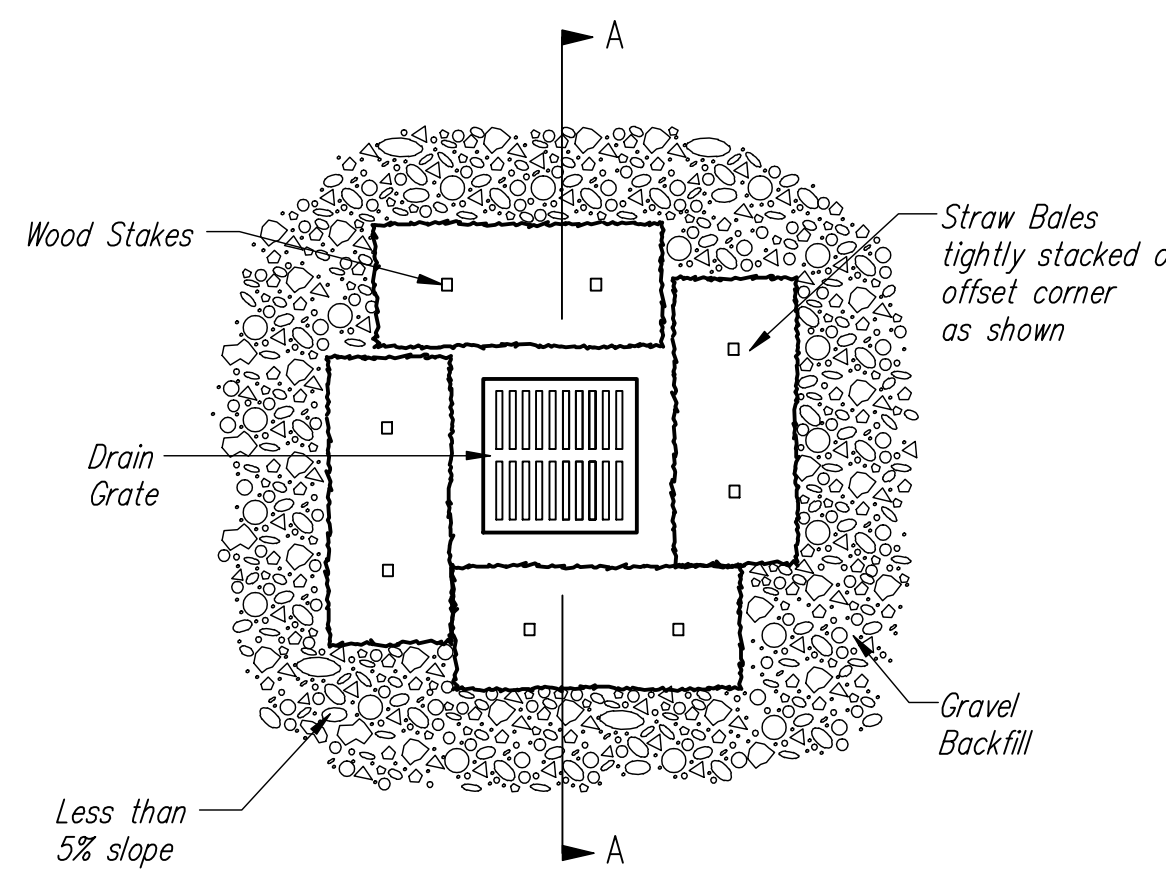 A
Wood Stakes
Straw Bales
tightly stacked
offset corner
as shown
Drain
Grate
Gravel
Backfill
Less than
5% slope
A